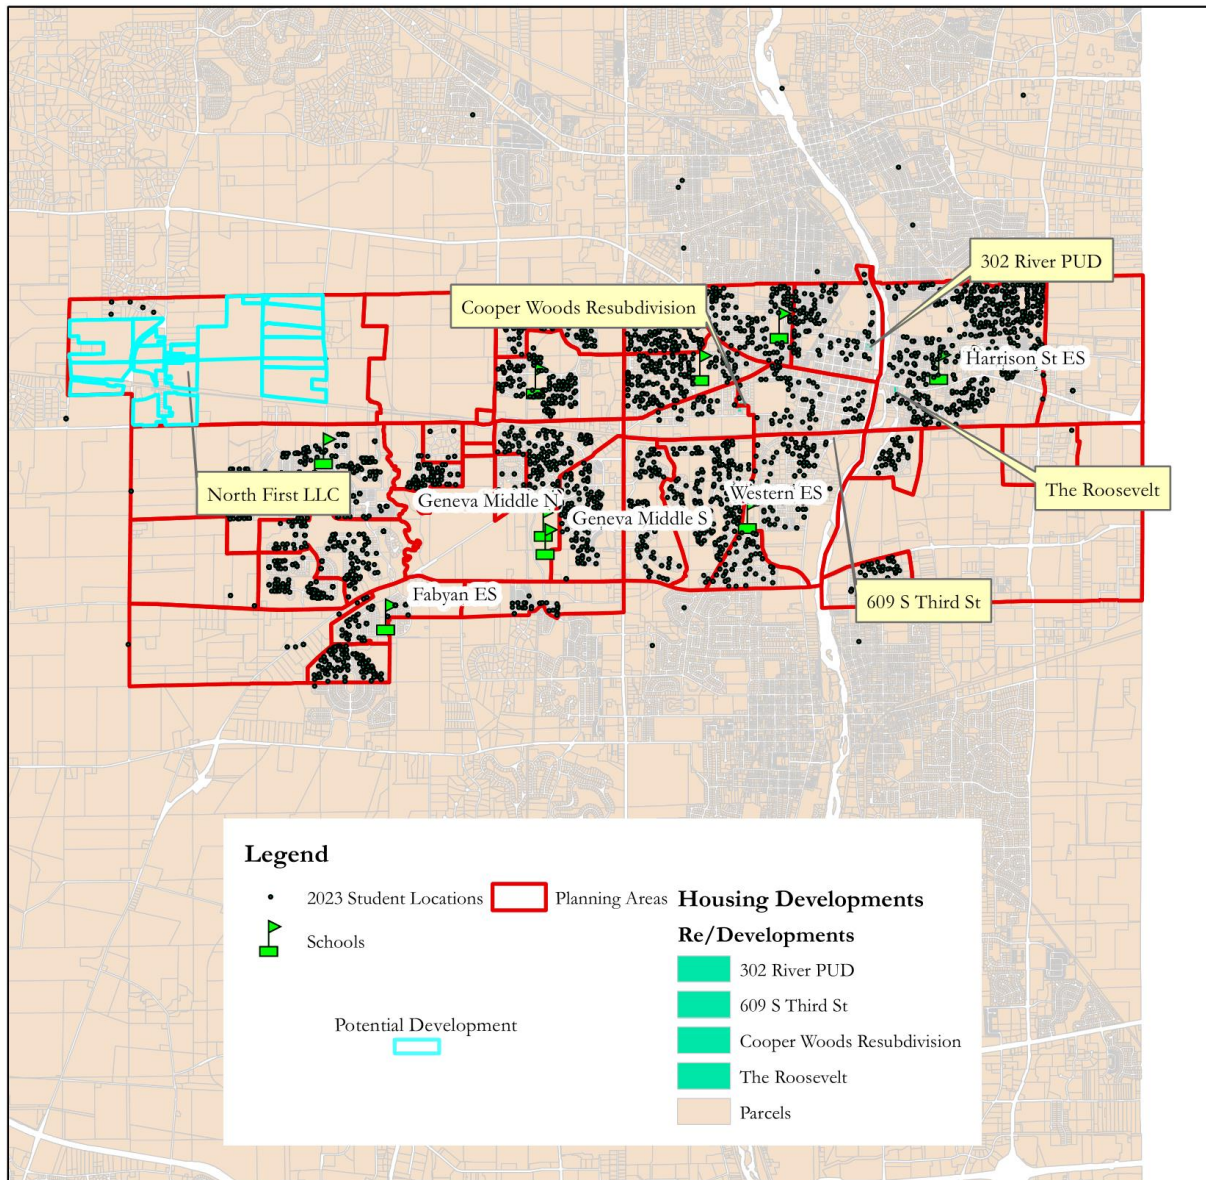 302 River PUD
Cooper Woods Resubdivision
Harrison St ES
North First LLC
Geneva Middle N
Geneva Middle S
Western ES
The Roosevelt
Fabyan ES
609 S Third St
Legend
2023 Student Locations
Planning Areas
Schools
Potential Development
Housing Developments
Re/Developments
302 River PUD
609 S Third St
Cooper Woods Resubdivision
The Roosevelt
Parcels